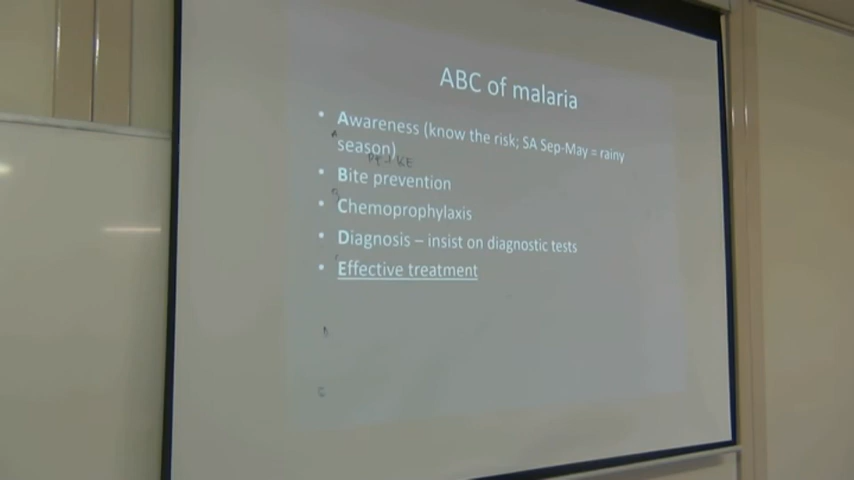 ABC of malaria
• Awareness (know the risk; SA Sep-May = rainy
season)
• Bite prevention
• Chemoprophylaxis
• Diagnosis – insist on diagnostic tests
• Effective treatment